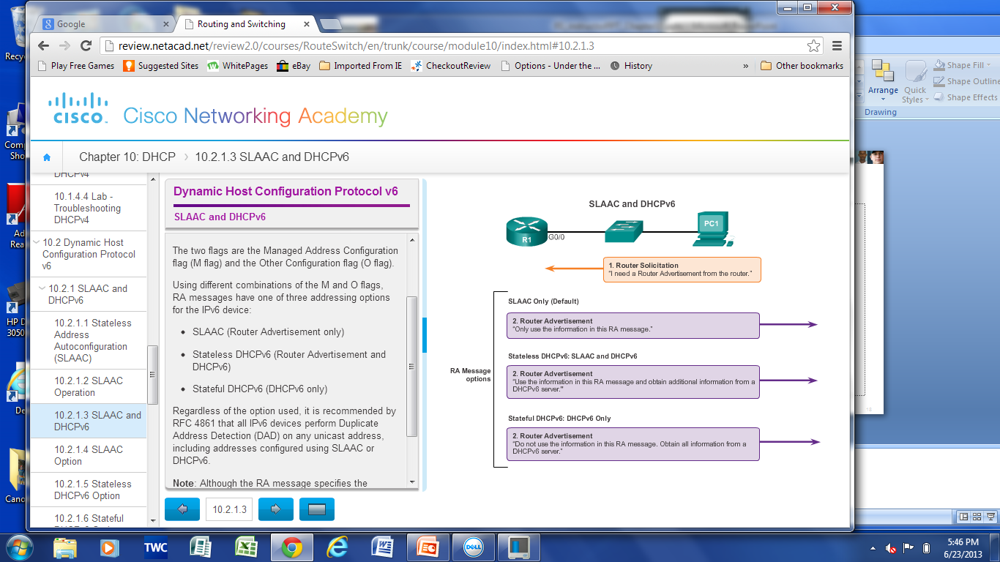 Google
Routing and Switching
review.netacad.net/review2.0/courses/RouteSwitch/en/trunk/course/module10/index.html#10.2.1.3
Play Free Games
Suggested Sites
WhitePages
eBay
Imported From IE
CheckoutReview
Options - Under the ...
History
»
Other bookmarks
Shape Fill
Shape Outline
Shape Effects
Arrange
Quick
Styles
Drawing
CISCO
Cisco Networking Academy
Chapter 10: DHCP
10.2.1.3 SLAAC and DHCPv6
DHCPv4
10.1.4.4 Lab -
Troubleshooting
DHCPv4
10.2 Dynamic Host
Configuration Protocol
v6
10.2.1 SLAAC and
DHCPv6
10.2.1.1 Stateless
Address
Autoconfiguration
(SLAAC)
10.2.1.2 SLAAC
Operation
10.2.1.3 SLAAC and
DHCPv6
10.2.1.4 SLAAC
Option
10.2.1.5 Stateless
DHCPv6 Option
10.2.1.6 Stateful
Dynamic Host Configuration Protocol v6
SLAAC and DHCPv6
The two flags are the Managed Address Configuration
flag (M flag) and the Other Configuration flag (O flag).
Using different combinations of the M and O flags,
RA messages have one of three addressing options
for the IPv6 device:
• SLAAC (Router Advertisement only)
• Stateless DHCPv6 (Router Advertisement and
DHCPv6)
• Stateful DHCPv6 (DHCPv6 only)
Regardless of the option used, it is recommended by
RFC 4861 that all IPv6 devices perform Duplicate
Address Detection (DAD) on any unicast address,
including addresses configured using SLAAC or
DHCPv6.
Note: Although the RA message specifies the
10.2.1.3
SLAAC and DHCPv6
R1
G0/0
PC1
1. Router Solicitation
"I need a Router Advertisement from the router."
RA Message
options
SLAAC Only (Default)
2. Router Advertisement
"Only use the information in this RA message."
Stateless DHCPv6: SLAAC and DHCPv6
2. Router Advertisement
"Use the information in this RA message and obtain additional information from a
DHCPv6 server."
Stateful DHCPv6: DHCPv6 Only
2. Router Advertisement
"Do not use the information in this RA message. Obtain all information from a
DHCPv6 server."
TWC
DELL
5:46 PM
6/23/2013